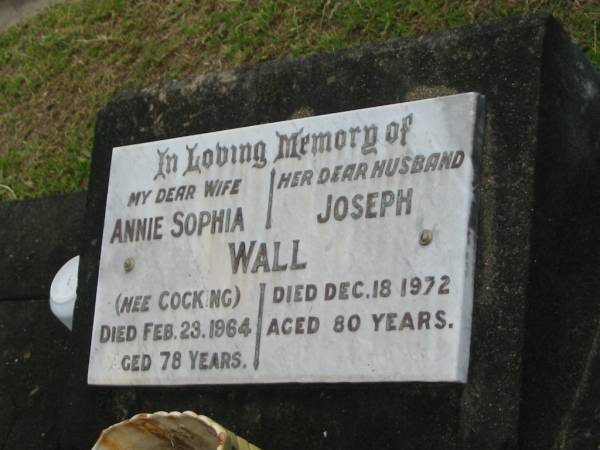 In Loving Memory of
MY DEAR WIFE
ANNIE SOPHIA
HER DEAR HUSBAND
JOSEPH
WALL
(NEE COCKING)
DIED FEB. 23. 1964
AGED 78 YEARS.
DIED DEC. 18 1972
AGED 80 YEARS.